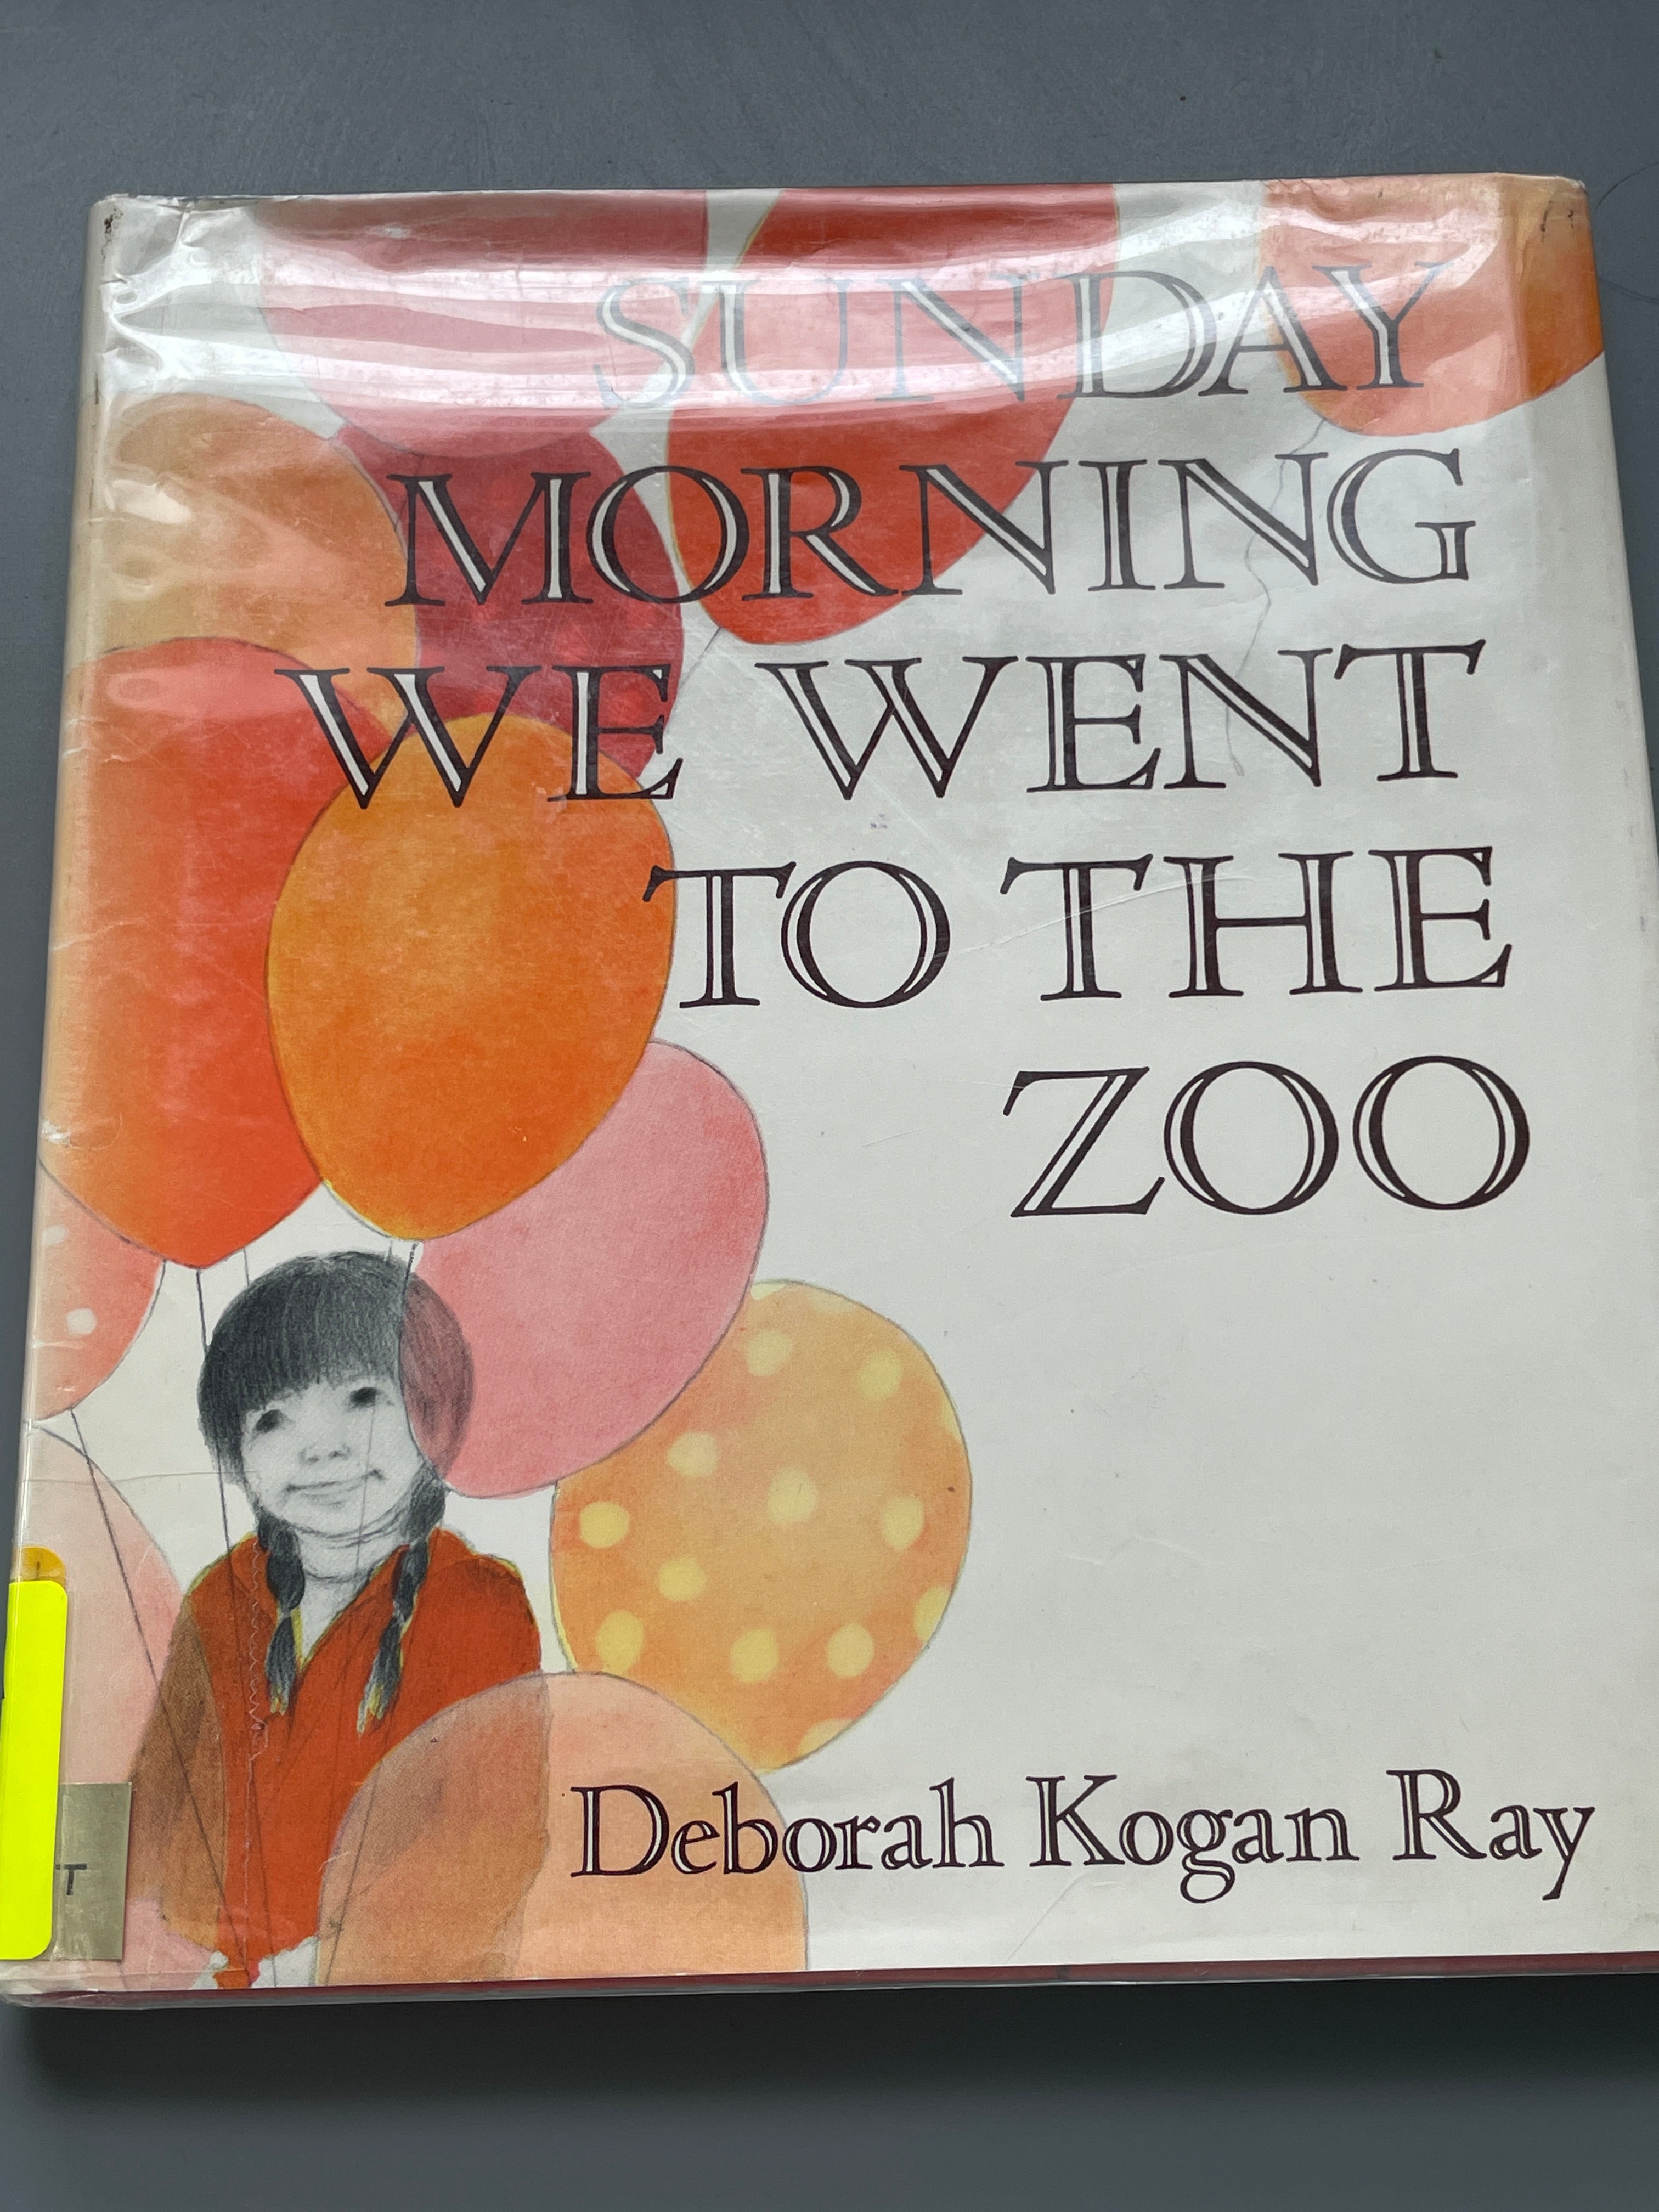 SUNDAY
MORNING
WE WENT
TO THE
ZOO
Deborah Kogan Ray